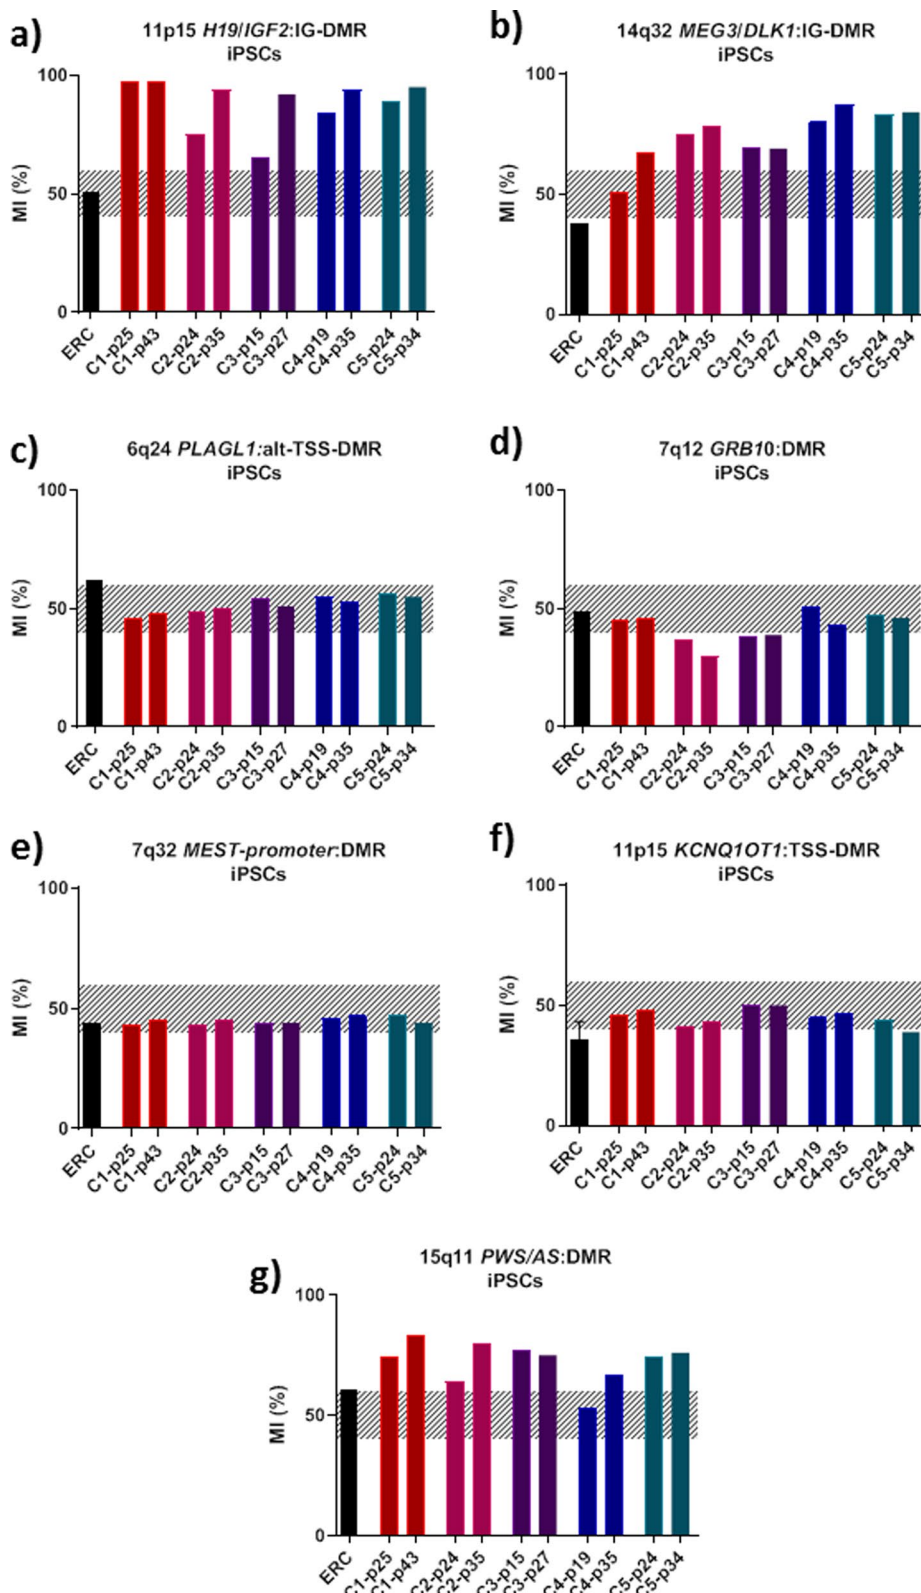 a)
11p15 H19/IGF2:IG-DMR
iPSCs
MI (%)
100
50
0
ERC
C1-p25
C1-p43
C2-p24
C2-p35
C3-p15
C3-p27
C4-p19
C4-p35
C5-p24
C5-p34
b)
14q32 MEG3/DLK1:IG-DMR
iPSCs
MI (%)
100
50
0
ERC
C1-p25
C1-p43
C2-p24
C2-p35
C3-p15
C3-p27
C4-p19
C4-p35
C5-p24
C5-p34
c)
6q24 PLAGL1:alt-TSS-DMR
iPSCs
MI (%)
100
50
0
ERC
C1-p25
C1-p43
C2-p24
C2-p35
C3-p15
C3-p27
C4-p19
C4-p35
C5-p24
C5-p34
d)
7q12 GRB10:DMR
iPSCs
MI (%)
100
50
0
ERC
C1-p25
C1-p43
C2-p24
C2-p35
C3-p15
C3-p27
C4-p19
C4-p35
C5-p24
C5-p34
e)
7q32 MEST-promoter:DMR
iPSCs
MI (%)
100
50
0
ERC
C1-p25
C1-p43
C2-p24
C2-p35
C3-p15
C3-p27
C4-p19
C4-p35
C5-p24
C5-p34
f)
11p15 KCNQ1OT1:TSS-DMR
iPSCs
MI (%)
100
50
0
ERC
C1-p25
C1-p43
C2-p24
C2-p35
C3-p15
C3-p27
C4-p19
C4-p35
C5-p24
C5-p34
g)
15q11 PWS/AS:DMR
iPSCs
MI (%)
100
50
0
ERC
C1-p25
C1-p43
C2-p24
C2-p35
C3-p15
C3-p27
C4-p19
C4-p35
C5-p24
C5-p34